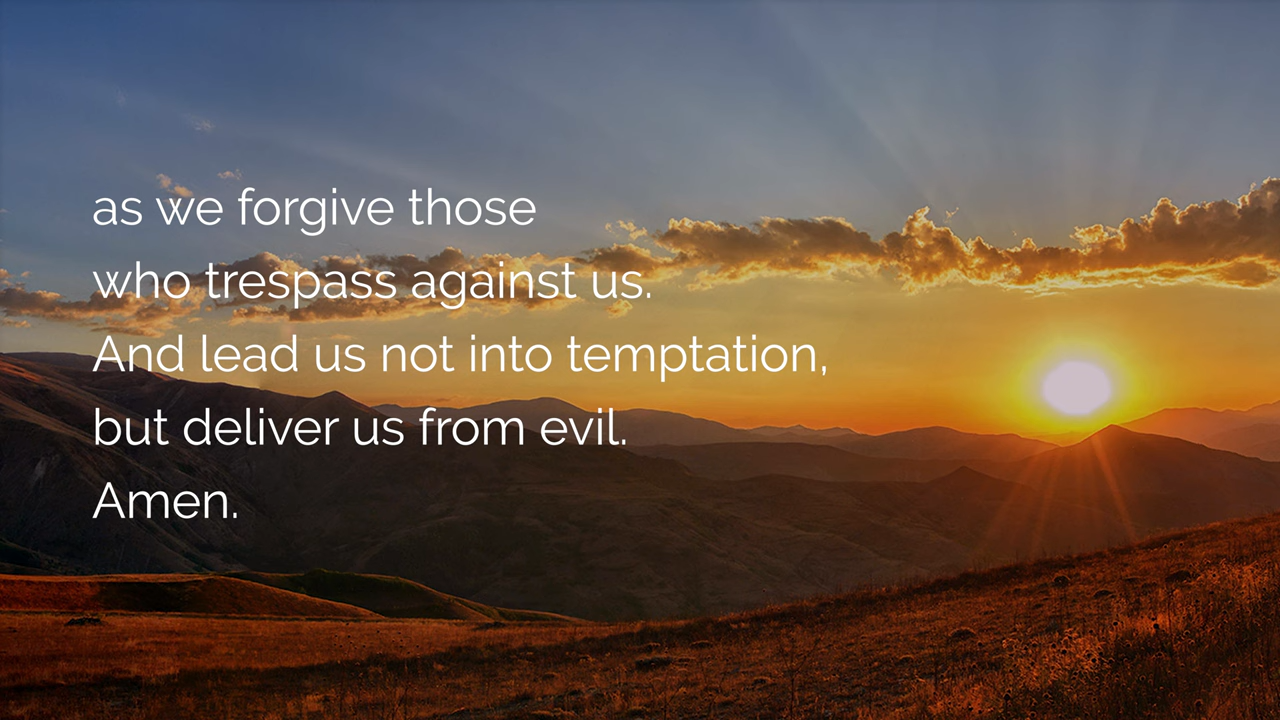 as we forgive those
who trespass against us.
And lead us not into temptation,
but deliver us from evil.
Amen.